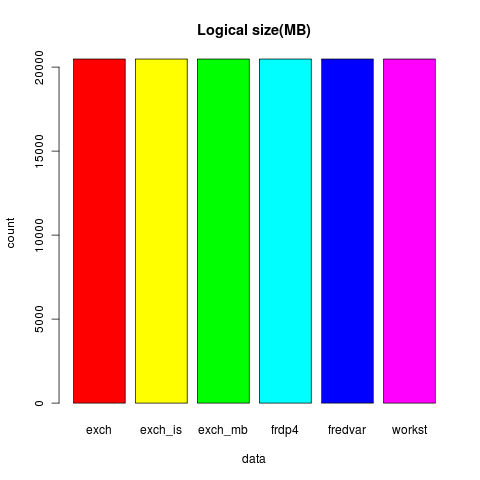 Logical size(MB)
20000
15000
10000
5000
0
count
exch exch_is exch_mb frdp4 fredvar workst
data